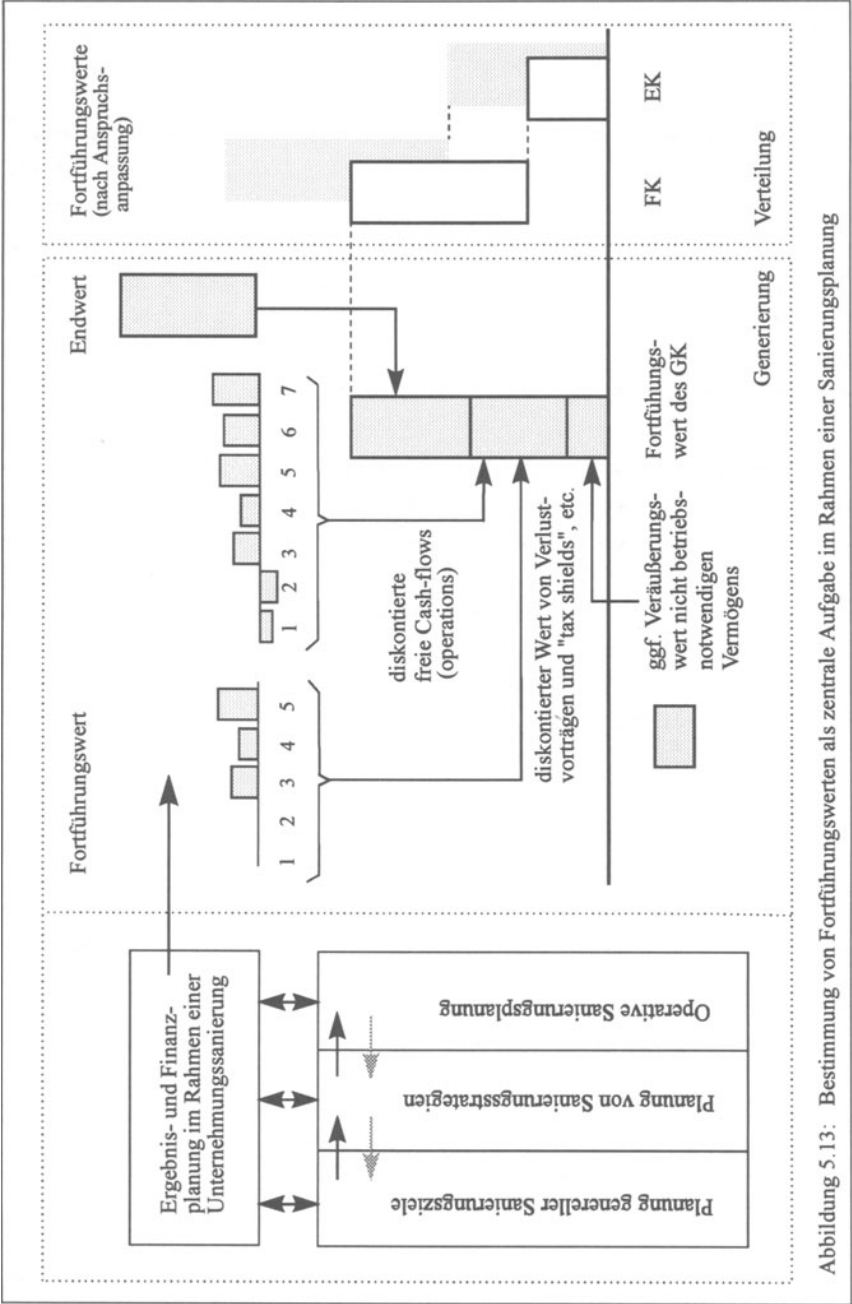 Ergebnis- und Finanz-
planung im Rahmen einer
Unternehmungssanierung
Planung genereller Sanierungsziele
Planung von Sanierungsstrategien
Operative Sanierungsplanung
Fortführungswert
1 2 3 4 5
1 2 3 4 5 6 7
Endwert
diskontierte
freie Cash-flows
(operations)
diskontierter Wert von Verlust-
vorträgen und "tax shields", etc.
ggf. Veräußerungs-
wert nicht betriebs-
notwendigen
Vermögens
Fortfühungs-
wert des GK
Generierung
Fortführungswerte
(nach Anspruchs-
anpassung)
FK
EK
Verteilung
Abbildung 5.13: Bestimmung von Fortführungswerten als zentrale Aufgabe im Rahmen einer Sanierungsplanung